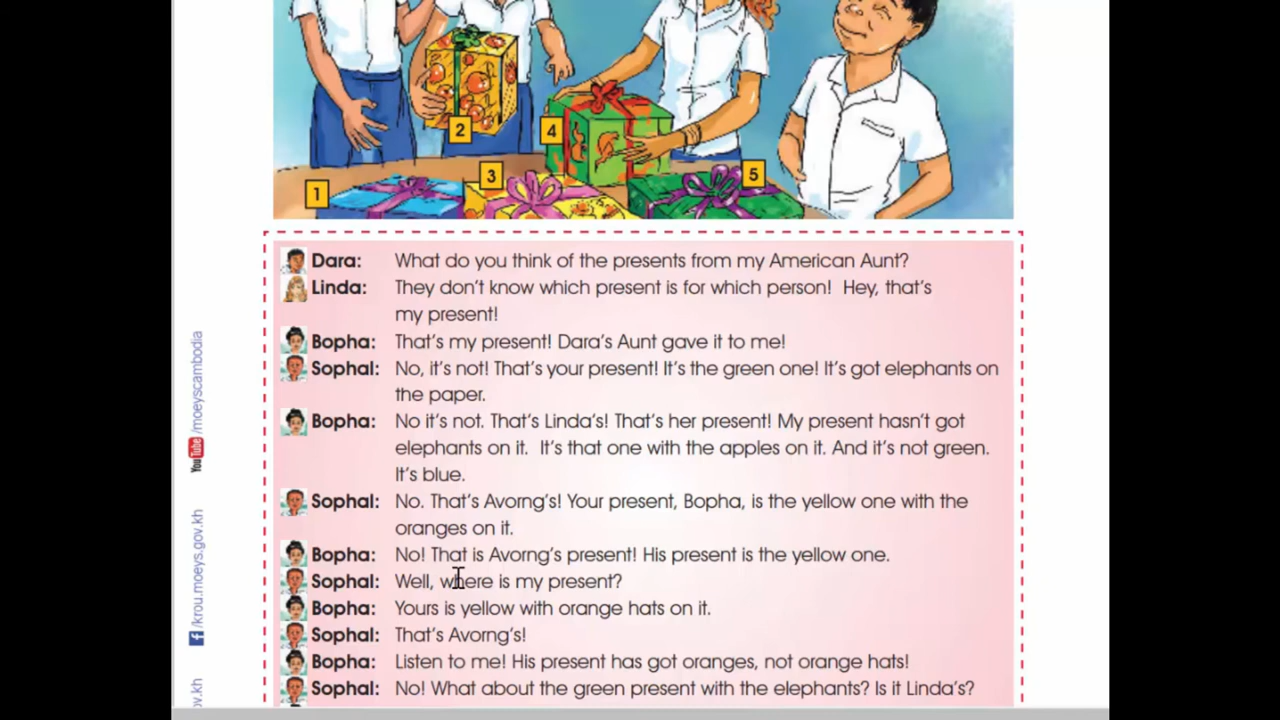 2
4
3
5
1
Dara: What do you think of the presents from my American Aunt?
Linda: They don't know which present is for which person! Hey, that's
my present!
Bopha: That's my present! Dara's Aunt gave it to me!
Sophal: No, it's not! That's your present! It's the green one! It's got elephants on
the paper.
Bopha: No it's not. That's Linda's! That's her present! My present hasn't got
elephants on it. It's that one with the apples on it. And it's not green.
It's blue.
Sophal: No. That's Avorng's! Your present, Bopha, is the yellow one with the
oranges on it.
Bopha: No! That is Avorng's present! His present is the yellow one.
Sophal: Well, where is my present?
Bopha: Yours is yellow with orange hats on it.
Sophal: That's Avorng's!
Bopha: Listen to me! His present has got oranges, not orange hats!
Sophal: No! What about the green present with the elephants? Is it Linda's?
YouTube /moeyscambodia
f /krou.moeys.gov.kh
ov.kh